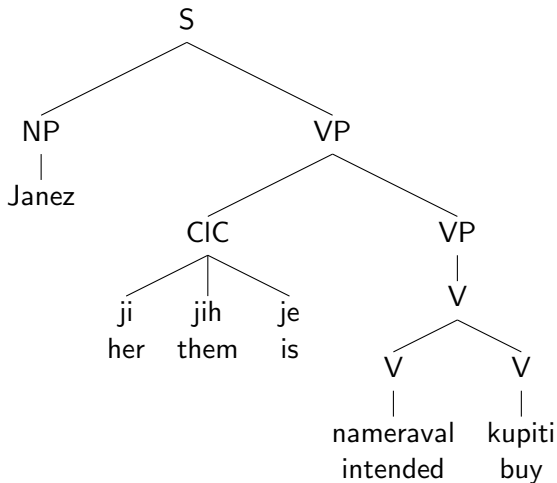 S
NP VP
Janez
ClC VP
ji jih je V
her them is
V V
nameraval kupiti
intended buy